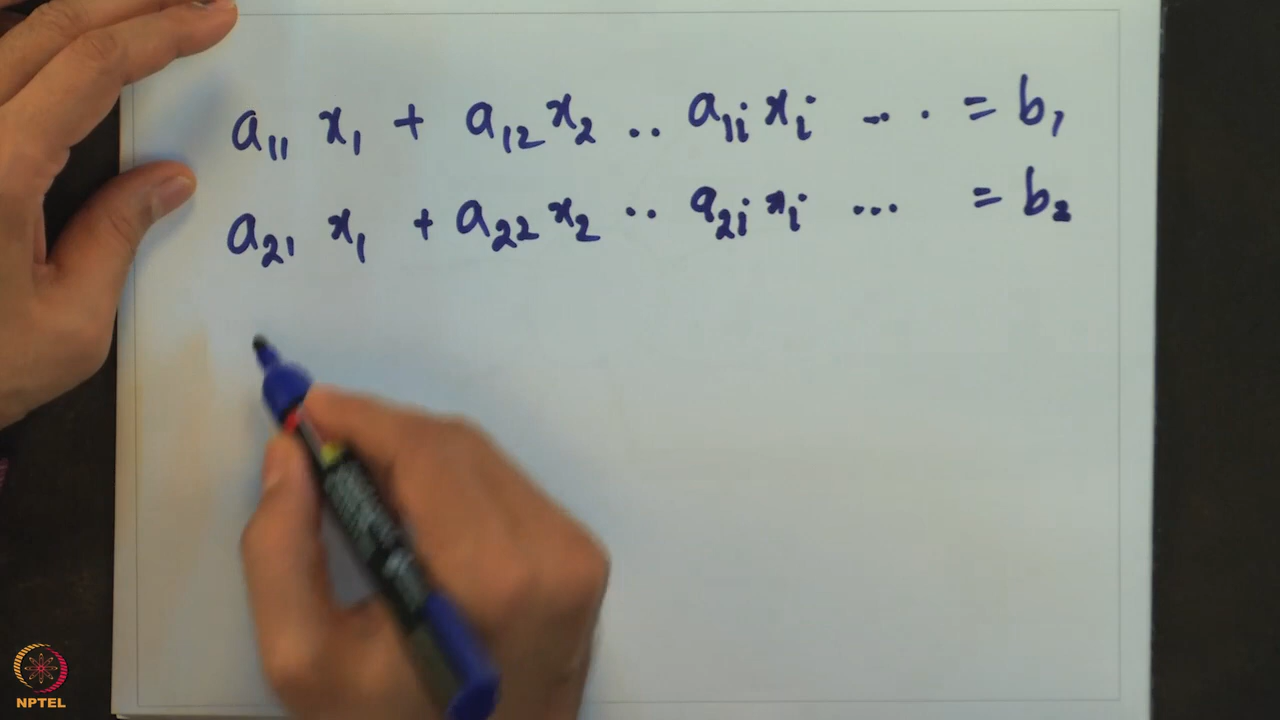 a₁₁ x₁ + a₁₂ x₂ .. a₁ᵢ xᵢ ... = b₁
a₂₁ x₁ + a₂₂ x₂ .. a₂ᵢ xᵢ ... = b₂
NPTEL